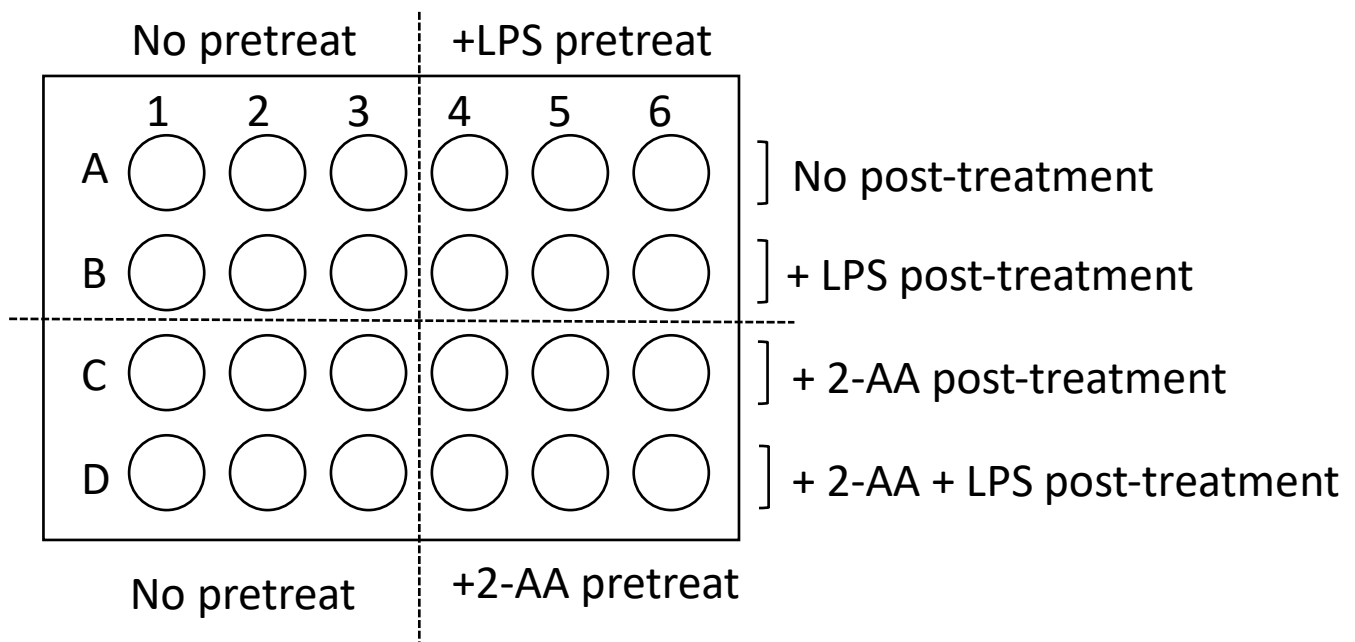 No pretreat +LPS pretreat
1 2 3 4 5 6
A No post-treatment
B + LPS post-treatment
C + 2-AA post-treatment
D + 2-AA + LPS post-treatment
No pretreat +2-AA pretreat